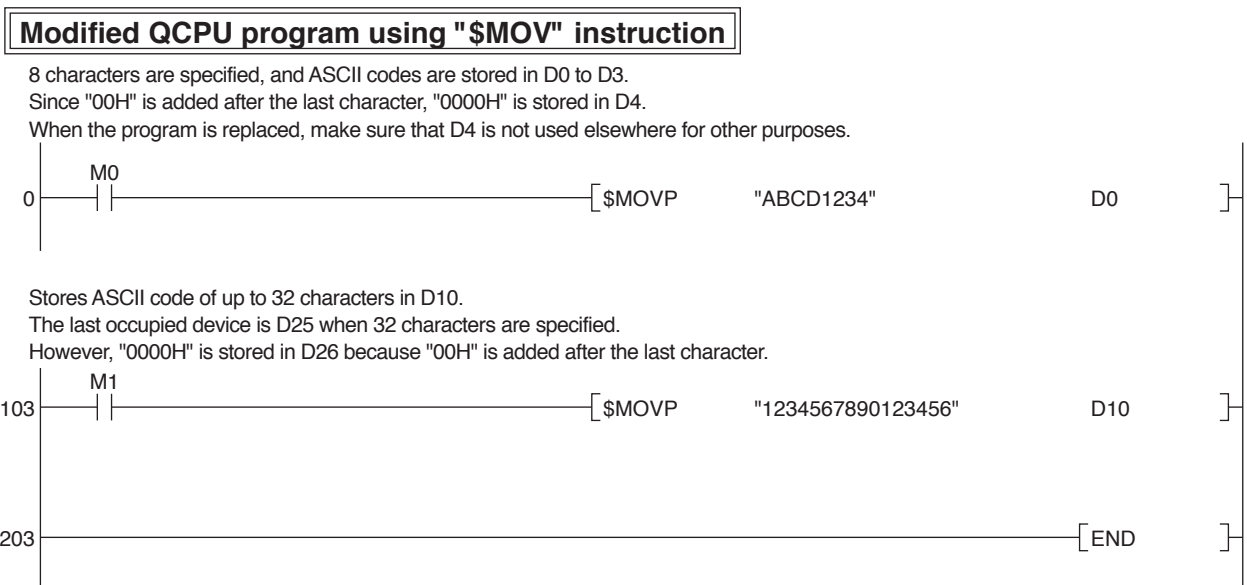 Modified QCPU program using "$MOV" instruction
8 characters are specified, and ASCII codes are stored in D0 to D3.
Since "00H" is added after the last character, "0000H" is stored in D4.
When the program is replaced, make sure that D4 is not used elsewhere for other purposes.
M0
0 $MOVP "ABCD1234" D0
Stores ASCII code of up to 32 characters in D10.
The last occupied device is D25 when 32 characters are specified.
However, "0000H" is stored in D26 because "00H" is added after the last character.
M1
103 $MOVP "1234567890123456" D10
203 END